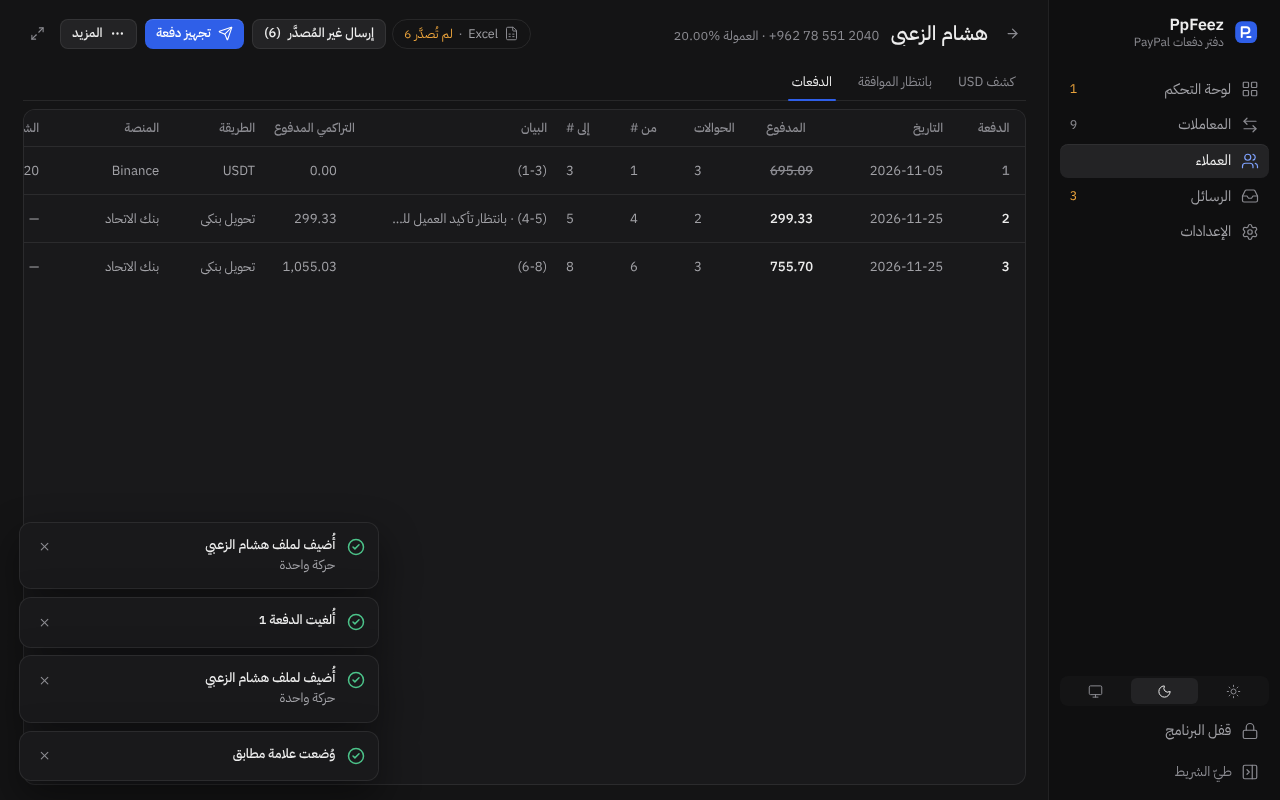 PpFeez
دفتر دفعات PayPal
لوحة التحكم 1
المعاملات 9
العملاء
الرسائل 3
الإعدادات
قفل البرنامج
طيّ الشريط
هشام الزعبي
+962 78 551 2040 · العمولة 20.00%
Excel · لم تُصدَّر 6
إرسال غير المُصدَّر (6)
تجهيز دفعة
المزيد
كشف USD
بانتظار الموافقة
الدفعات
الدفعة التاريخ المدفوع الحوالات من # إلى # البيان التراكمي المدفوع الطريقة المنصة
1 2026-11-05 695.09 3 1 3 (1-3) 0.00 USDT Binance 20
2 2026-11-25 299.33 2 4 5 (4-5) · بانتظار تأكيد العميل للـ… 299.33 تحويل بنكي بنك الاتحاد —
3 2026-11-25 755.70 3 6 8 (6-8) 1,055.03 تحويل بنكي بنك الاتحاد —
أُضيف لملف هشام الزعبي
حركة واحدة
أُلغيت الدفعة 1
أُضيف لملف هشام الزعبي
حركة واحدة
وُضعت علامة مطابق